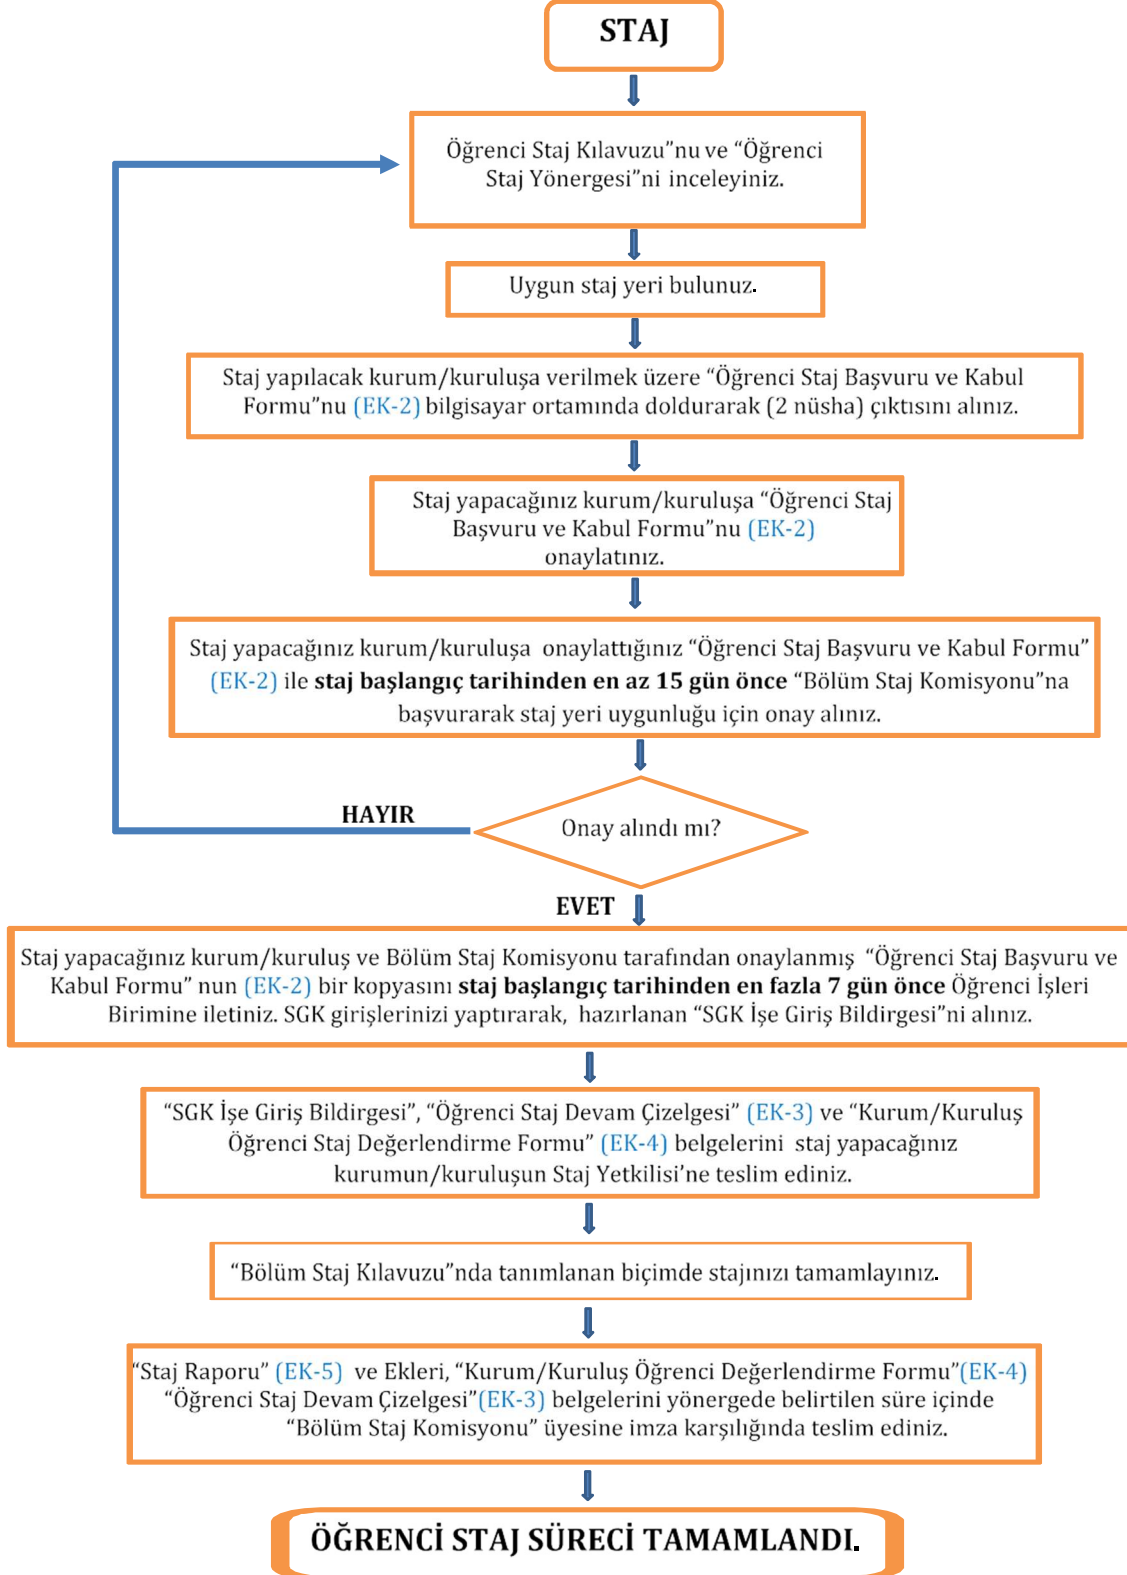 STAJ
Öğrenci Staj Kılavuzu”nu ve “Öğrenci
Staj Yönergesi”ni inceleyiniz.
Uygun staj yeri bulunuz.
Staj yapılacak kurum/kuruluşa verilmek üzere “Öğrenci Staj Başvuru ve Kabul
Formu”nu (EK-2) bilgisayar ortamında doldurarak (2 nüsha) çıktısını alınız.
Staj yapacağınız kurum/kuruluşa “Öğrenci Staj
Başvuru ve Kabul Formu”nu (EK-2)
onaylatınız.
Staj yapacağınız kurum/kuruluşa onaylattığınız “Öğrenci Staj Başvuru ve Kabul Formu”
(EK-2) ile staj başlangıç tarihinden en az 15 gün önce “Bölüm Staj Komisyonu”na
başvurarak staj yeri uygunluğu için onay alınız.
HAYIR
Onay alındı mı?
EVET
Staj yapacağınız kurum/kuruluş ve Bölüm Staj Komisyonu tarafından onaylanmış “Öğrenci Staj Başvuru ve
Kabul Formu” nun (EK-2) bir kopyasını staj başlangıç tarihinden en fazla 7 gün önce Öğrenci İşleri
Birimine iletiniz. SGK girişlerinizi yaptırarak, hazırlanan “SGK İşe Giriş Bildirgesi”ni alınız.
“SGK İşe Giriş Bildirgesi”, “Öğrenci Staj Devam Çizelgesi” (EK-3) ve “Kurum/Kuruluş
Öğrenci Staj Değerlendirme Formu” (EK-4) belgelerini staj yapacağınız
kurumun/kuruluşun Staj Yetkilisi’ne teslim ediniz.
“Bölüm Staj Kılavuzu”nda tanımlanan biçimde stajınızı tamamlayınız.
“Staj Raporu” (EK-5) ve Ekleri, “Kurum/Kuruluş Öğrenci Değerlendirme Formu”(EK-4)
“Öğrenci Staj Devam Çizelgesi”(EK-3) belgelerini yönergede belirtilen süre içinde
“Bölüm Staj Komisyonu” üyesine imza karşılığında teslim ediniz.
ÖĞRENCİ STAJ SÜRECİ TAMAMLANDI.